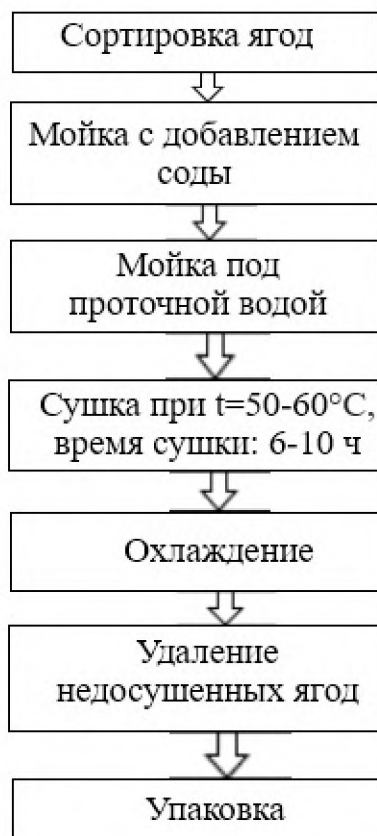 Сортировка ягод
Мойка с добавлением
соды
Мойка под
проточной водой
Сушка при t=50-60°С,
время сушки: 6-10 ч
Охлаждение
Удаление
недосушенных ягод
Упаковка